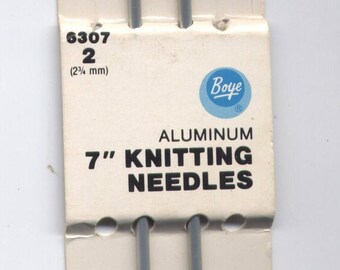 6307
2
(2¾ mm)
Boye
®
ALUMINUM
7" KNITTING
NEEDLES